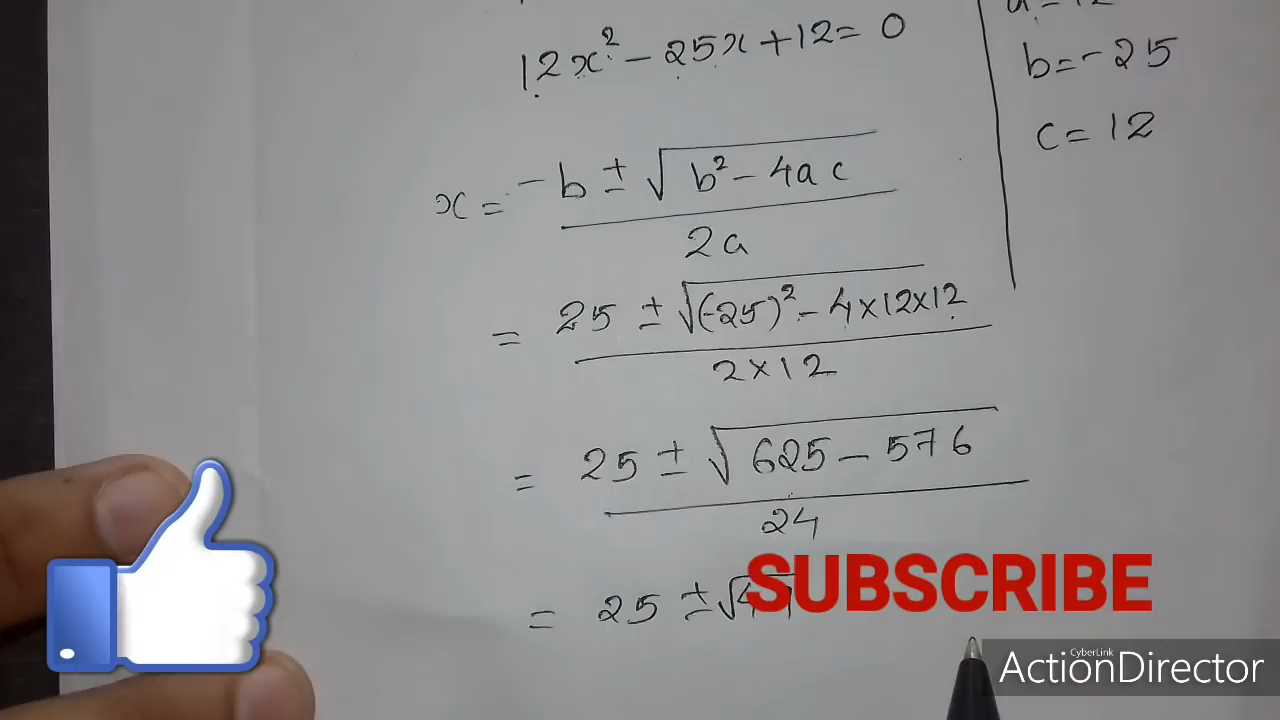 12x² - 25x + 12 = 0
b = -25
c = 12
x = -b ± √b² - 4ac
2a
= 25 ± √(-25)² - 4×12×12
2×12
= 25 ± √625 - 576
24
= 25 ±
SUBSCRIBE
CyberLink
ActionDirector